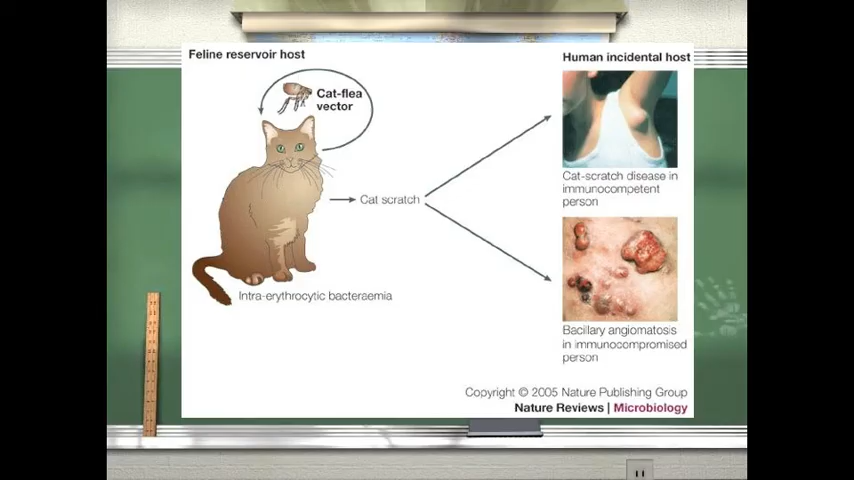 Feline reservoir host
Human incidental host
Cat-flea
vector
Cat scratch
Cat-scratch disease in
immunocompetent
person
Intra-erythrocytic bacteraemia
Bacillary angiomatosis
in immunocompromised
person
Copyright © 2005 Nature Publishing Group
Nature Reviews | Microbiology